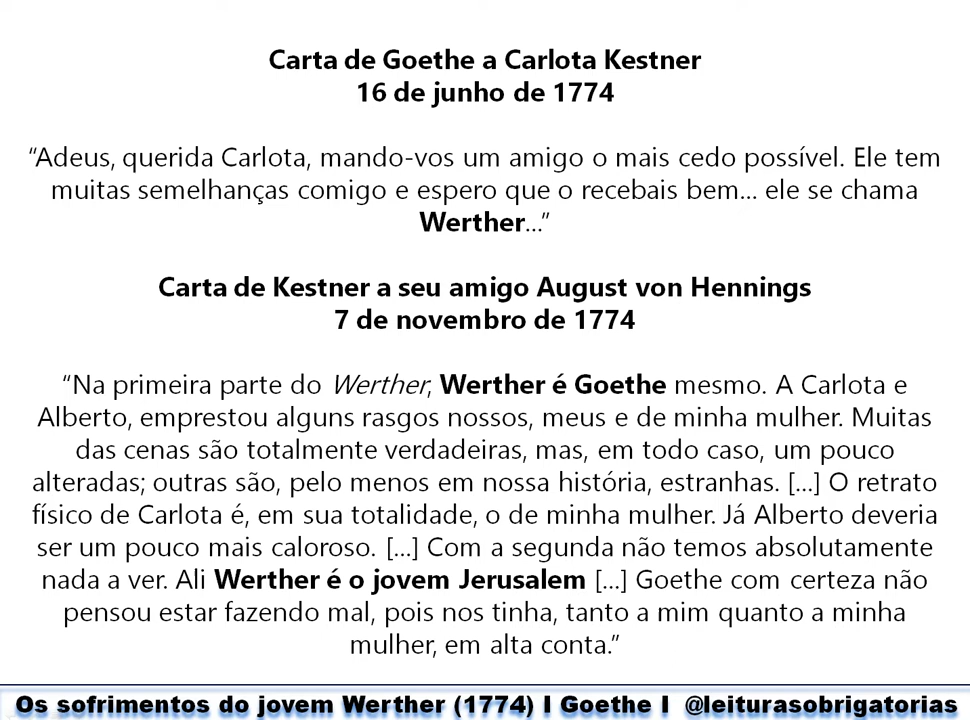 Carta de Goethe a Carlota Kestner
16 de junho de 1774
“Adeus, querida Carlota, mando-vos um amigo o mais cedo possível. Ele tem
muitas semelhanças comigo e espero que o recebais bem... ele se chama
Werther...”
Carta de Kestner a seu amigo August von Hennings
7 de novembro de 1774
“Na primeira parte do Werther, Werther é Goethe mesmo. A Carlota e
Alberto, emprestou alguns rasgos nossos, meus e de minha mulher. Muitas
das cenas são totalmente verdadeiras, mas, em todo caso, um pouco
alteradas; outras são, pelo menos em nossa história, estranhas. [...] O retrato
físico de Carlota é, em sua totalidade, o de minha mulher. Já Alberto deveria
ser um pouco mais caloroso. [...] Com a segunda não temos absolutamente
nada a ver. Ali Werther é o jovem Jerusalem [...] Goethe com certeza não
pensou estar fazendo mal, pois nos tinha, tanto a mim quanto a minha
mulher, em alta conta.”
Os sofrimentos do jovem Werther (1774) I Goethe I @leiturasobrigatorias